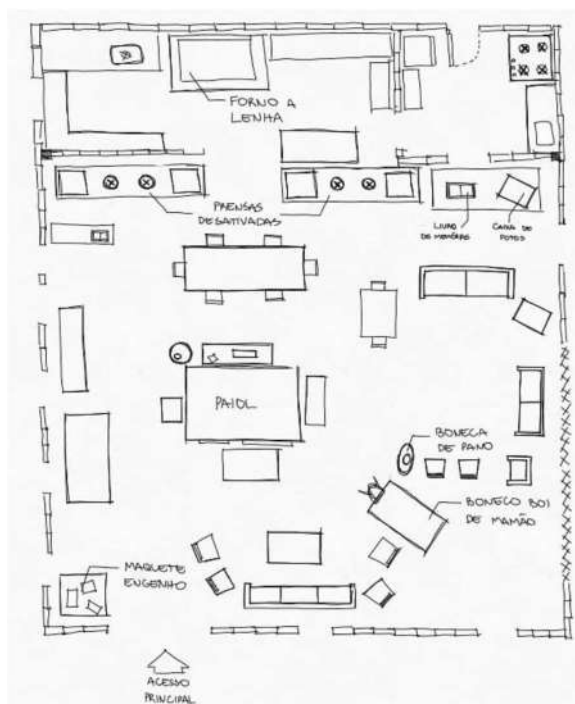 FORNO A
LENHA
PRENSAS
DESATIVADAS
LIVRO
DE MEMÓRIAS
CAIXA DE
FOTOS
PAIOL
BONECA
DE PANO
BONECO BOI
DE MAMÃO
MAQUETE
ENGENHO
ACESSO
PRINCIPAL